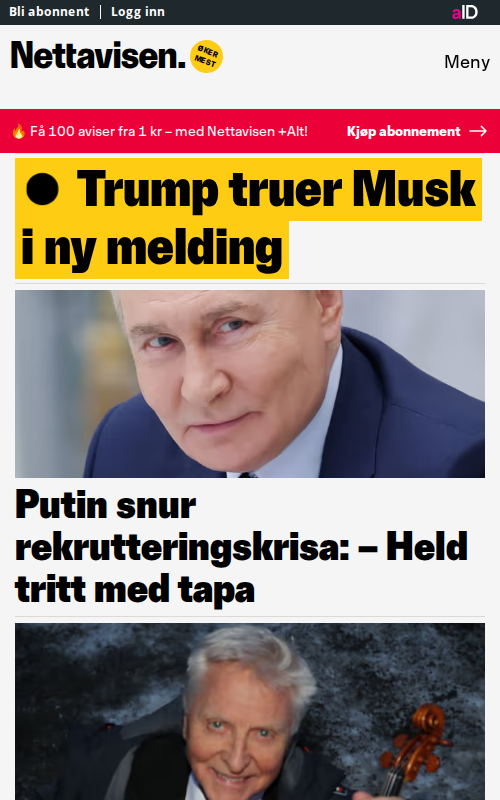 Bli abonnent | Logg inn
aID
Nettavisen.
ØKER
MEST
Meny
🔥 Få 100 aviser fra 1 kr – med Nettavisen +Alt!
Kjøp abonnement →
● Trump truer Musk
i ny melding
Putin snur
rekrutteringskrisa: – Held
tritt med tapa